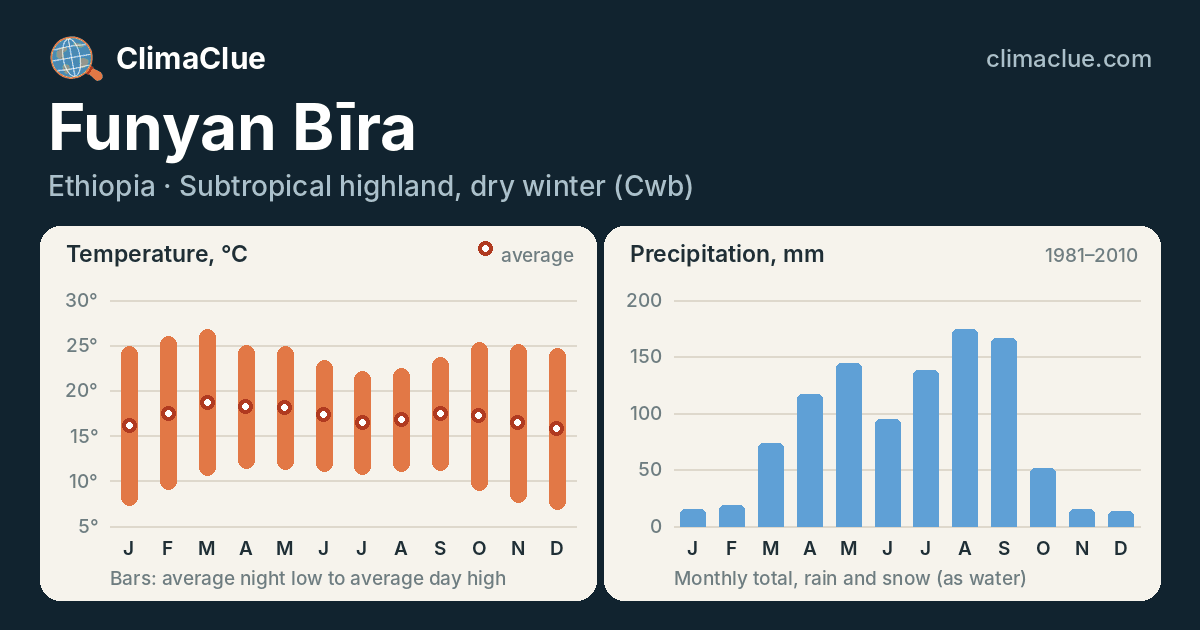 ClimaClue
climaclue.com
Funyan Bīra
Ethiopia · Subtropical highland, dry winter (Cwb)
Temperature, °C
average
30°
25°
20°
15°
10°
5°
J F M A M J J A S O N D
Bars: average night low to average day high
Precipitation, mm
1981–2010
200
150
100
50
0
J F M A M J J A S O N D
Monthly total, rain and snow (as water)